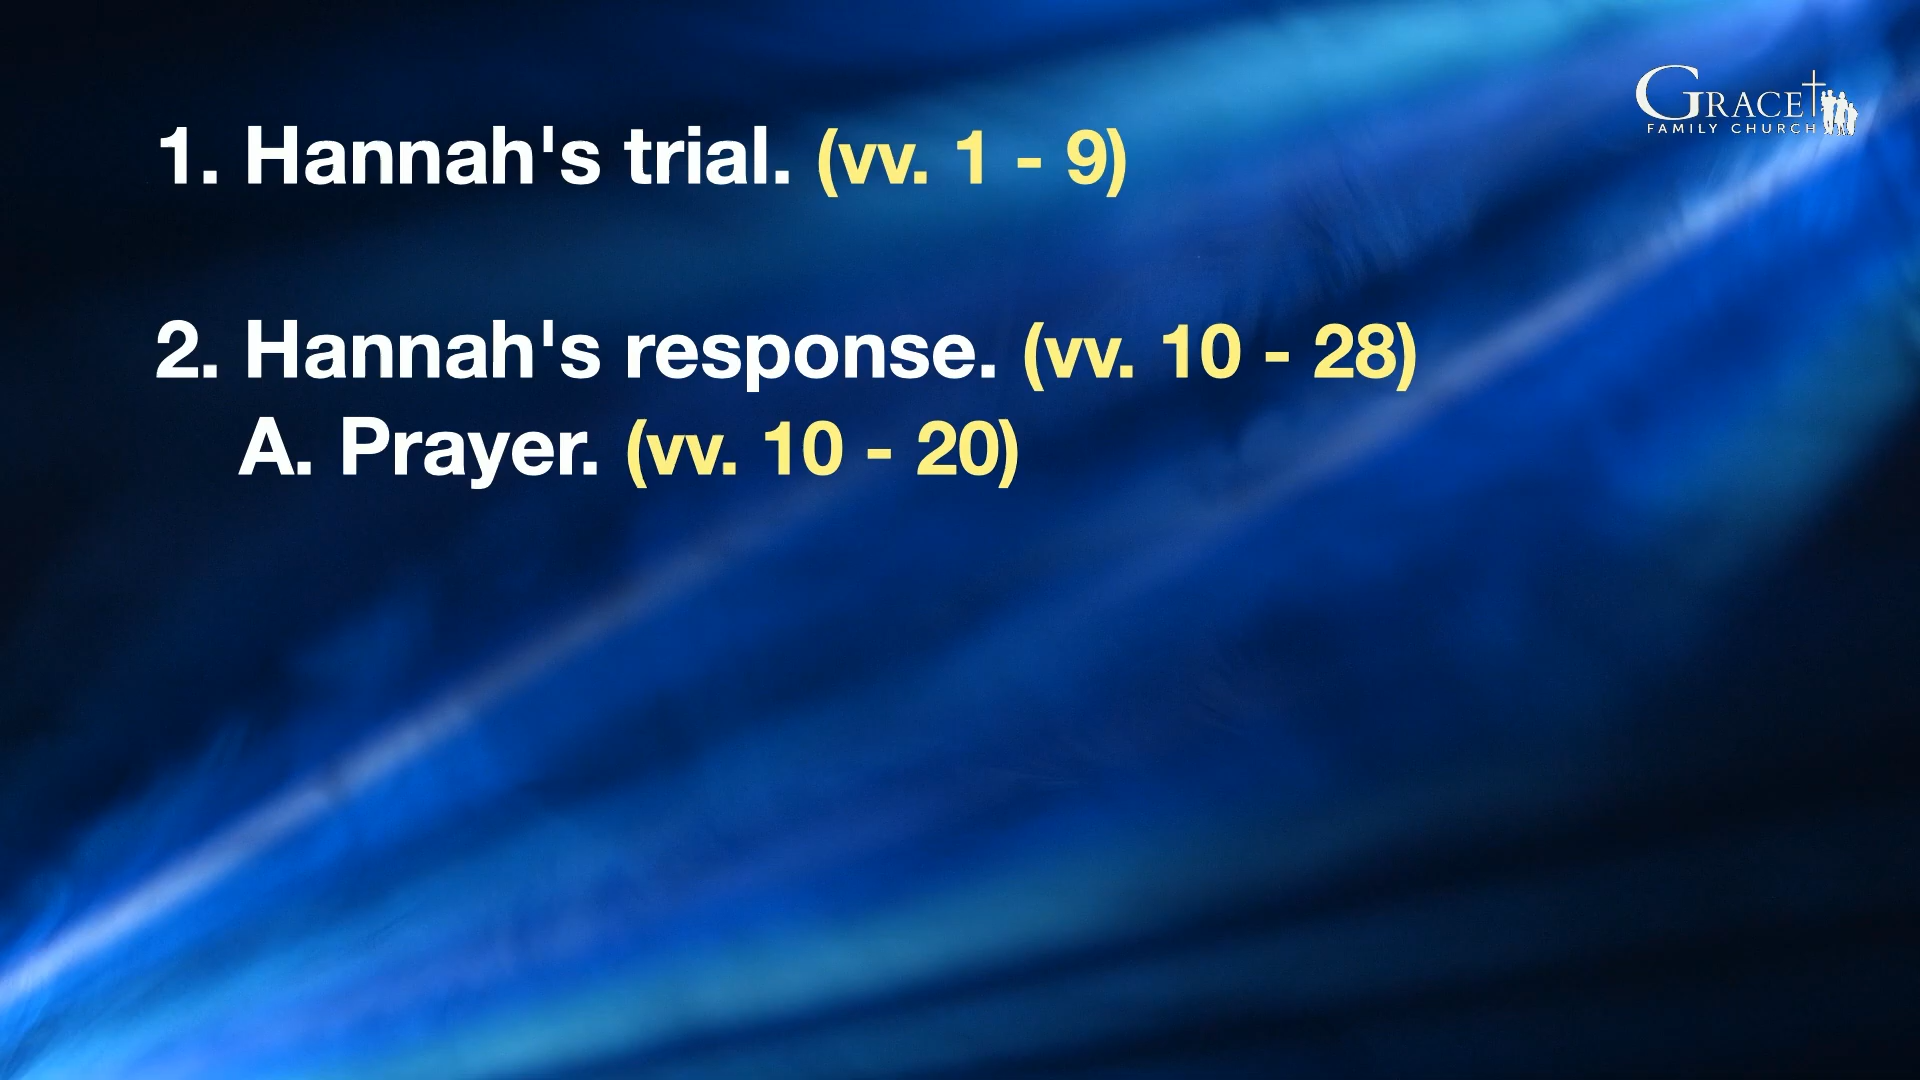 GRACE
FAMILY CHURCH
1. Hannah's trial. (vv. 1 - 9)
2. Hannah's response. (vv. 10 - 28)
A. Prayer. (vv. 10 - 20)